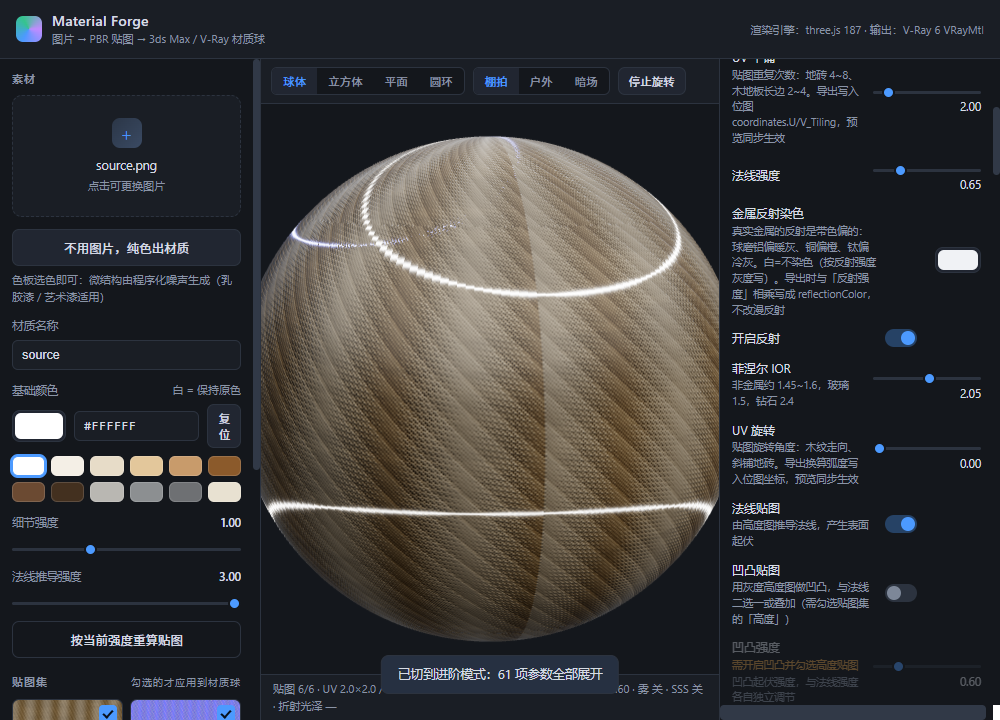 Material Forge
图片 → PBR 贴图 → 3ds Max / V-Ray 材质球
渲染引擎：three.js 187 · 输出：V-Ray 6 VRayMtl
素材
+
source.png
点击可更换图片
不用图片，纯色出材质
色板选色即可：微结构由程序化噪声生成（乳
胶漆 / 艺术漆适用）
材质名称
source
基础颜色
白 = 保持原色
#FFFFFF
复
位
细节强度
1.00
法线推导强度
3.00
按当前强度重算贴图
贴图集
勾选的才应用到材质球
球体
立方体
平面
圆环
棚拍
户外
暗场
停止旋转
已切到进阶模式：61 项参数全部展开
贴图 6/6 · UV 2.0×2.0 /
.60 · 雾 关 · SSS 关
· 折射光泽 —
贴图重复次数：地砖 4~8、
木地板长边 2~4。导出写入
位图
coordinates.U/V_Tiling，预
览同步生效
2.00
法线强度
0.65
金属反射染色
真实金属的反射是带色偏的：
球磨铝偏暖灰、铜偏橙、钛偏
冷灰。白=不染色（按反射强度
灰度写）。导出时与「反射强
度」相乘写成 reflectionColor，
不改漫反射
开启反射
菲涅尔 IOR
非金属约 1.45~1.6，玻璃
1.5，钻石 2.4
2.05
UV 旋转
贴图旋转角度：木纹走向、
斜铺地砖。导出换算弧度写
入位图坐标，预览同步生效
0.00
法线贴图
由高度图推导法线，产生表面
起伏
凹凸贴图
用灰度高度图做凹凸，与法线
二选一或叠加（需勾选贴图集
的「高度」）
凹凸强度
需开启凹凸并勾选高度贴图
凹凸起伏强度，与法线强度
各自独立调节
0.60